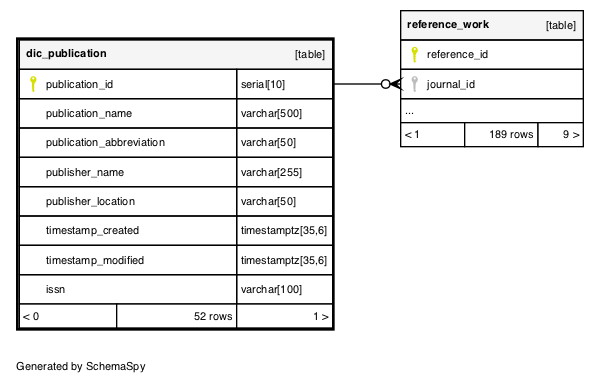 dic_publication [table]
publication_id serial[10]
publication_name varchar[500]
publication_abbreviation varchar[50]
publisher_name varchar[255]
publisher_location varchar[50]
timestamp_created timestamptz[35,6]
timestamp_modified timestamptz[35,6]
issn varchar[100]
< 0 52 rows 1 >
reference_work [table]
reference_id
journal_id
...
< 1 189 rows 9 >
Generated by SchemaSpy